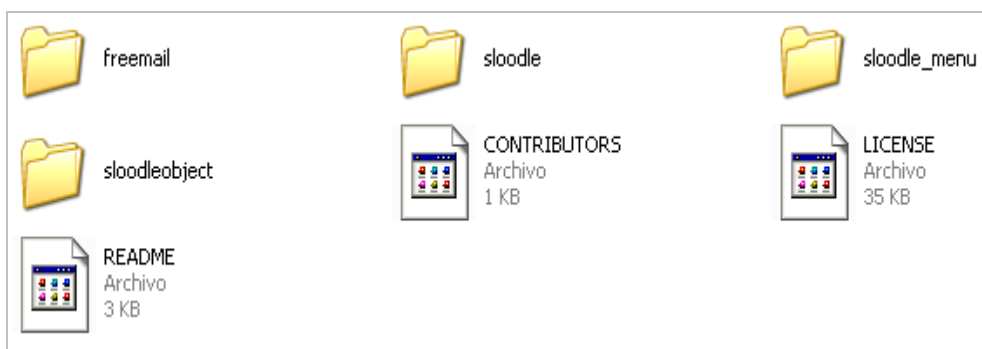 freemail
sloodle
sloodle_menu
sloodleobject
CONTRIBUTORS
Archivo
1 KB
LICENSE
Archivo
35 KB
README
Archivo
3 KB